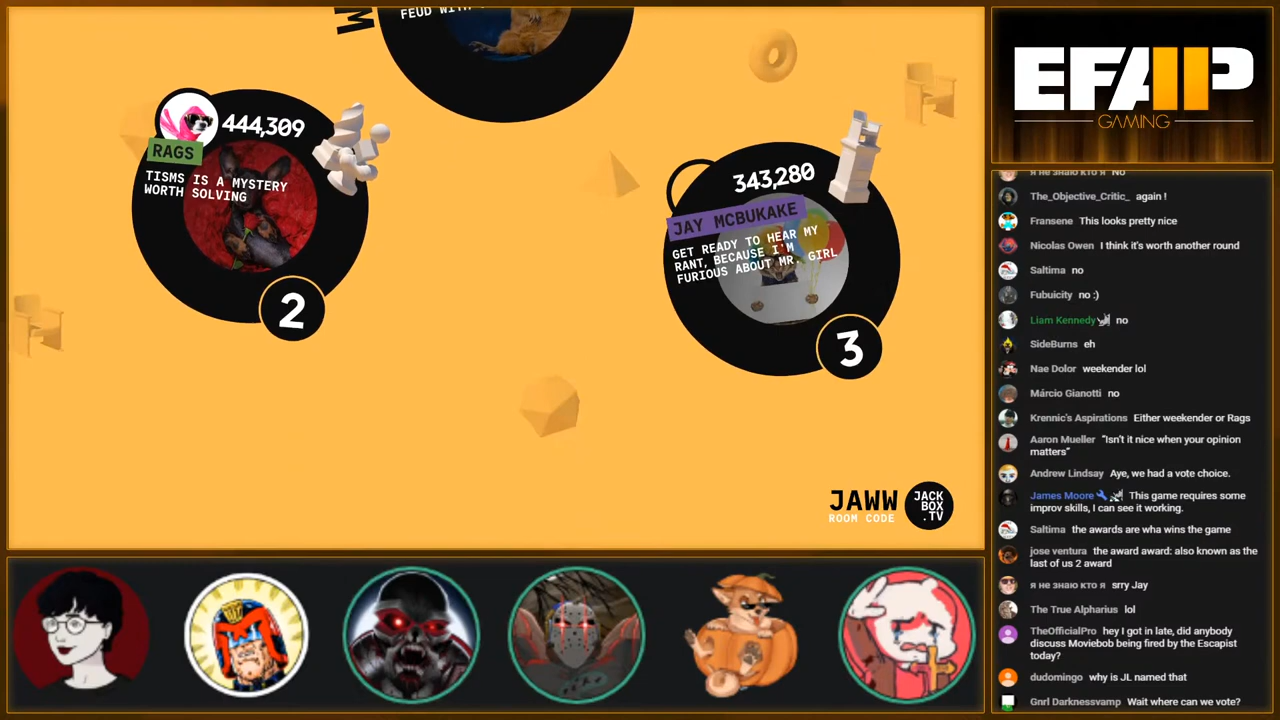 M
FEUD WITH
444,309
RAGS
TISMS IS A MYSTERY
WORTH SOLVING
2
343,280
JAY MCBUKAKE
GET READY TO HEAR MY
RANT, BECAUSE I'M
FURIOUS ABOUT MR. GIRL
3
JAWW
ROOM CODE
JACK
BOX
.TV
EFAP
GAMING
я не знаю кто я No
The_Objective_Critic_ again !
Fransene This looks pretty nice
Nicolas Owen I think it's worth another round
Saltima no
Fubuicity no :)
Liam Kennedy no
SideBurns eh
Nae Dolor weekender lol
Márcio Gianotti no
Krennic's Aspirations Either weekender or Rags
Aaron Mueller “Isn't it nice when your opinion
matters”
Andrew Lindsay Aye, we had a vote choice.
James Moore This game requires some
improv skills, I can see it working.
Saltima the awards are wha wins the game
jose ventura the award award: also known as the
last of us 2 award
я не знаю кто я srry Jay
The True Alpharius lol
TheOfficialPro hey I got in late, did anybody
discuss Moviebob being fired by the Escapist
today?
dudomingo why is JL named that
Gnrl Darknessvamp Wait where can we vote?